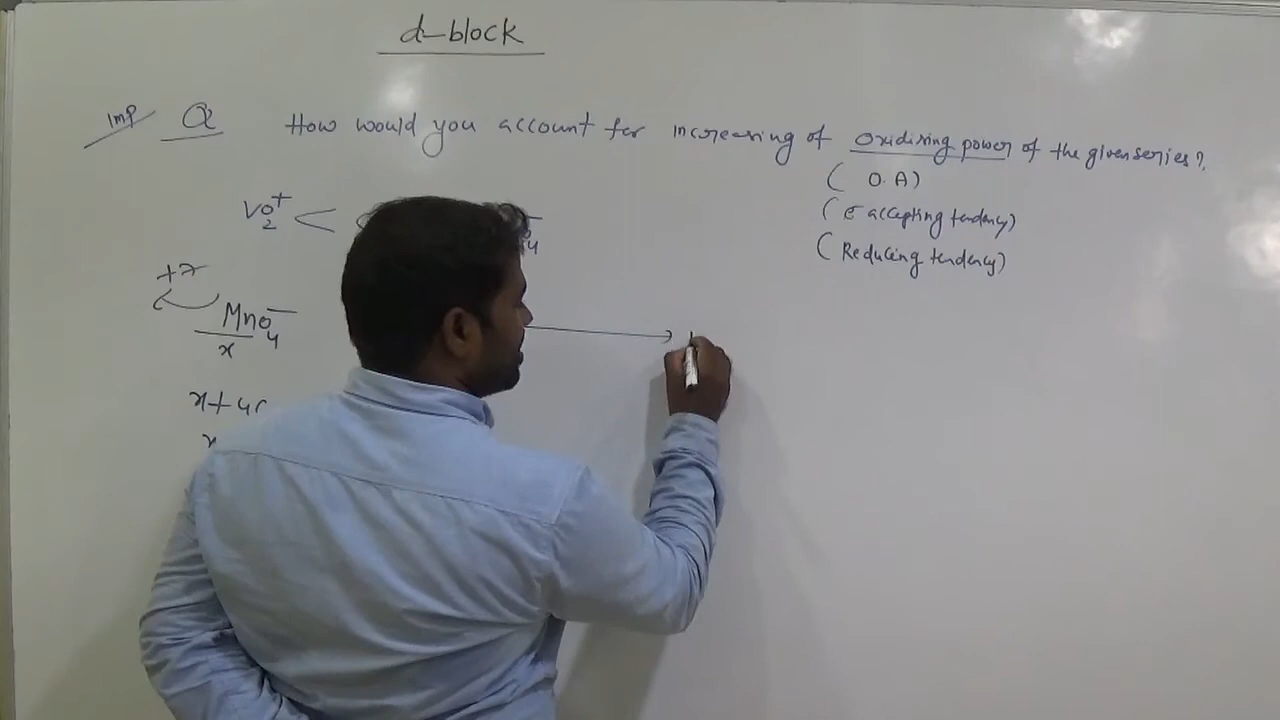 d-block
Imp Q How would you account for increasing of oxidising power of the given series?
( O.A)
(e⁻ accepting tendency)
(Reducing tendency)
VO₂⁺ <
4⁻
+7
MnO₄⁻
x
x+4(
x